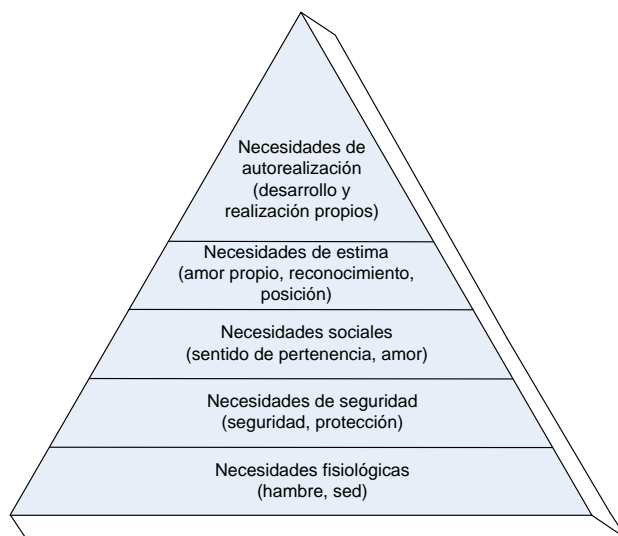 Necesidades de
autorealización
(desarrollo y
realización propios)
Necesidades de estima
(amor propio, reconocimiento,
posición)
Necesidades sociales
(sentido de pertenencia, amor)
Necesidades de seguridad
(seguridad, protección)
Necesidades fisiológicas
(hambre, sed)